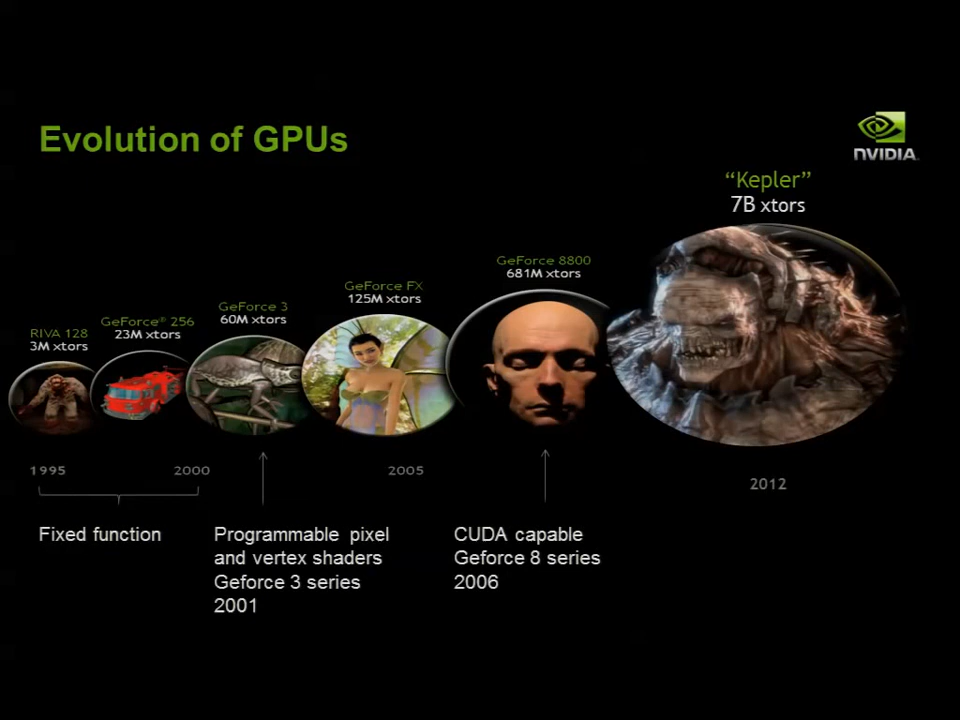 Evolution of GPUs
NVIDIA.
"Kepler"
7B xtors
GeForce 8800
681M xtors
GeForce FX
125M xtors
GeForce 3
60M xtors
GeForce® 256
23M xtors
RIVA 128
3M xtors
1995
2000
2005
2012
Fixed function
Programmable pixel
and vertex shaders
Geforce 3 series
2001
CUDA capable
Geforce 8 series
2006